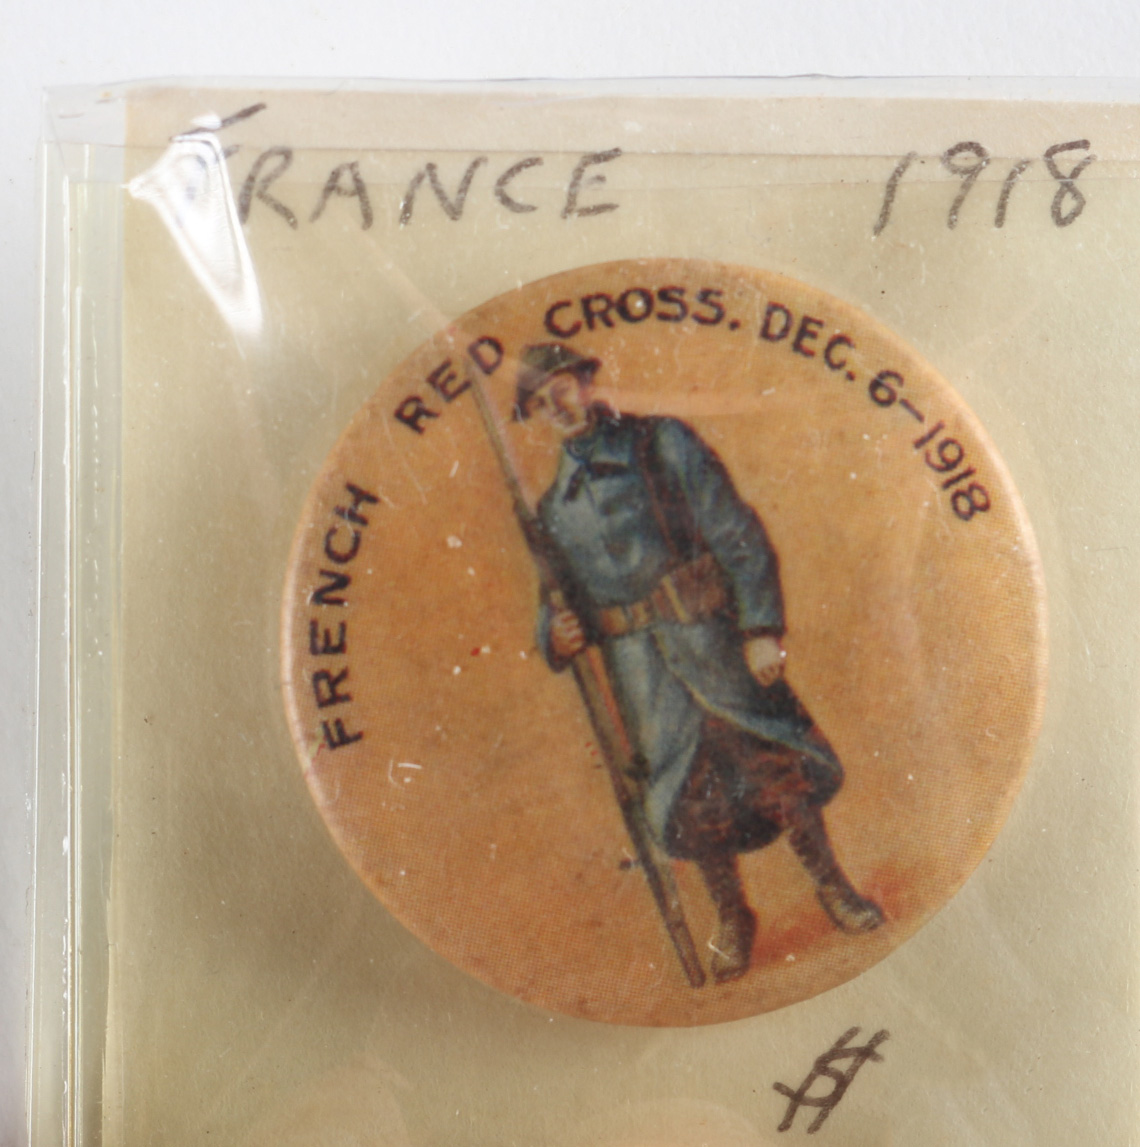 FRANCE 1918
FRENCH RED CROSS. DEC. 6-1918